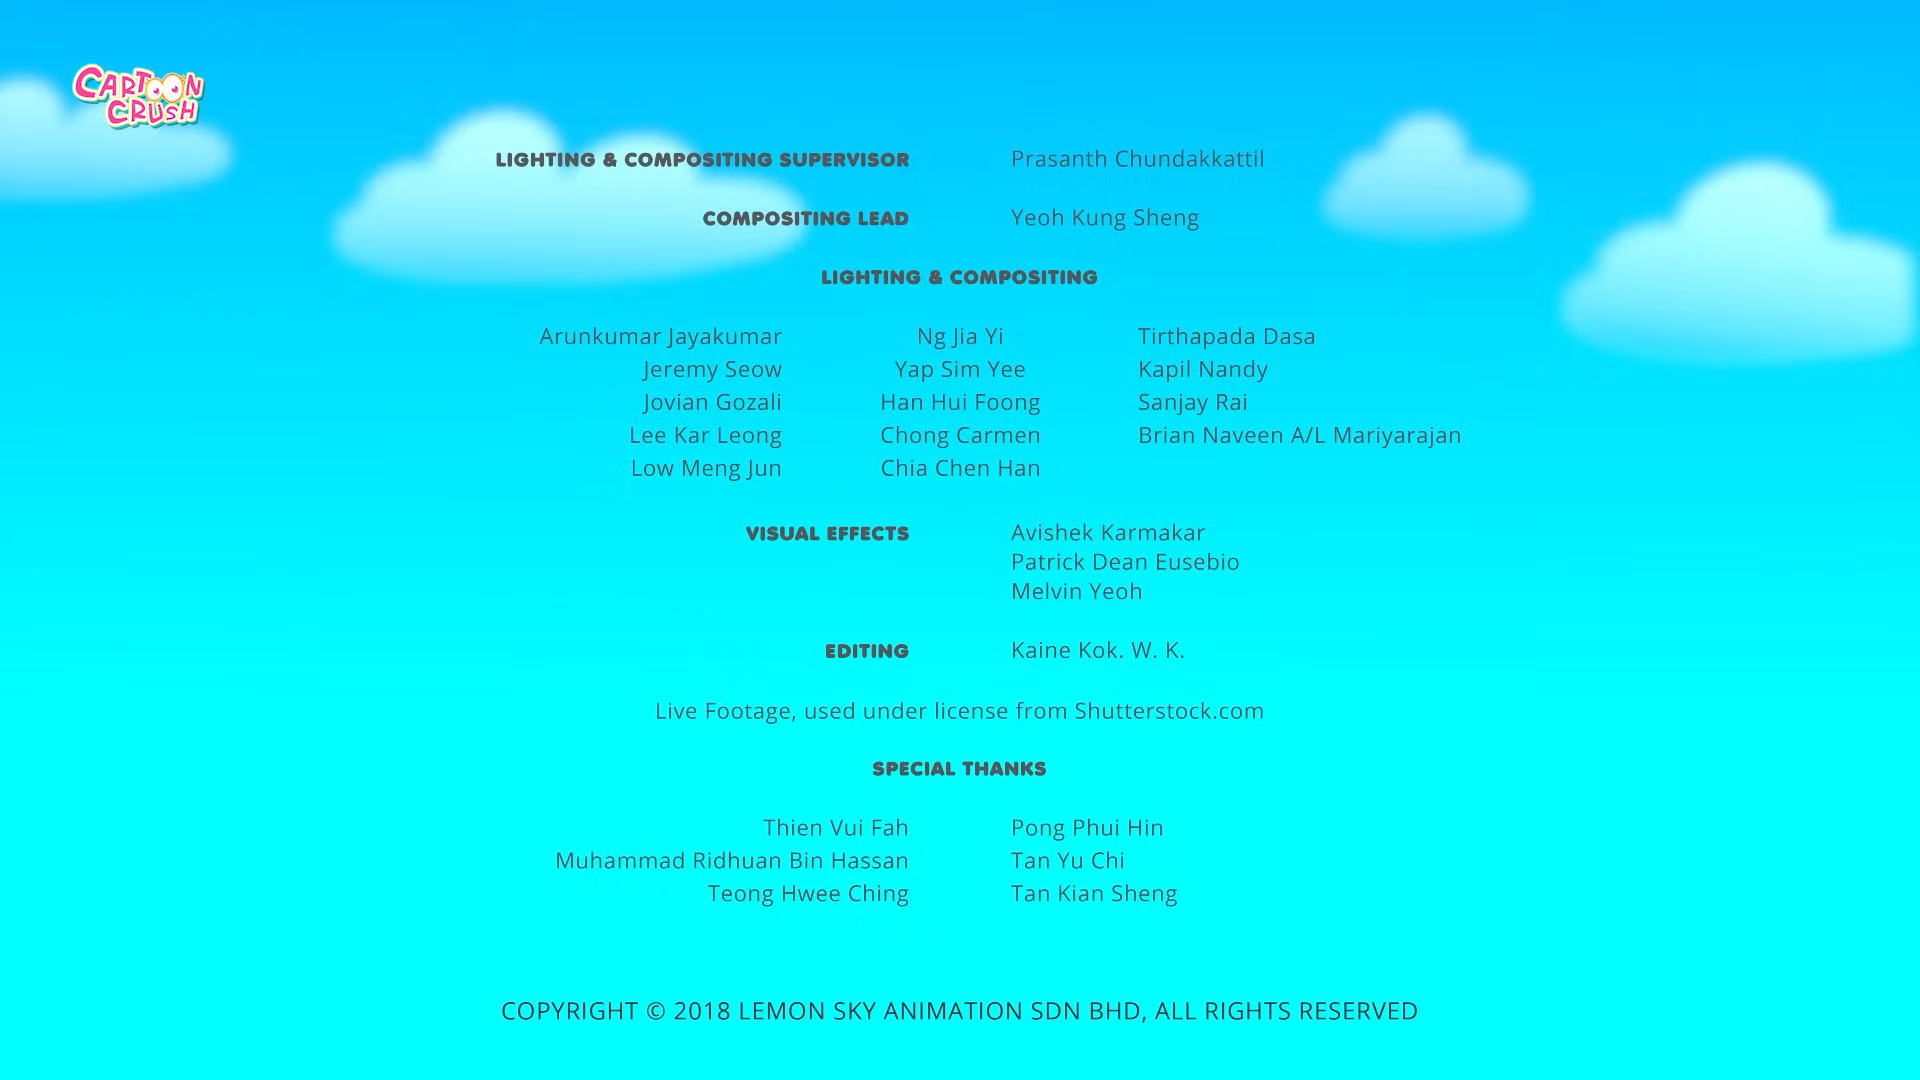 CARTOON
CRUSH
LIGHTING & COMPOSITING SUPERVISOR Prasanth Chundakkattil
COMPOSITING LEAD Yeoh Kung Sheng
LIGHTING & COMPOSITING
Arunkumar Jayakumar Ng Jia Yi Tirthapada Dasa
Jeremy Seow Yap Sim Yee Kapil Nandy
Jovian Gozali Han Hui Foong Sanjay Rai
Lee Kar Leong Chong Carmen Brian Naveen A/L Mariyarajan
Low Meng Jun Chia Chen Han
VISUAL EFFECTS Avishek Karmakar
Patrick Dean Eusebio
Melvin Yeoh
EDITING Kaine Kok. W. K.
Live Footage, used under license from Shutterstock.com
SPECIAL THANKS
Thien Vui Fah Pong Phui Hin
Muhammad Ridhuan Bin Hassan Tan Yu Chi
Teong Hwee Ching Tan Kian Sheng
COPYRIGHT © 2018 LEMON SKY ANIMATION SDN BHD, ALL RIGHTS RESERVED